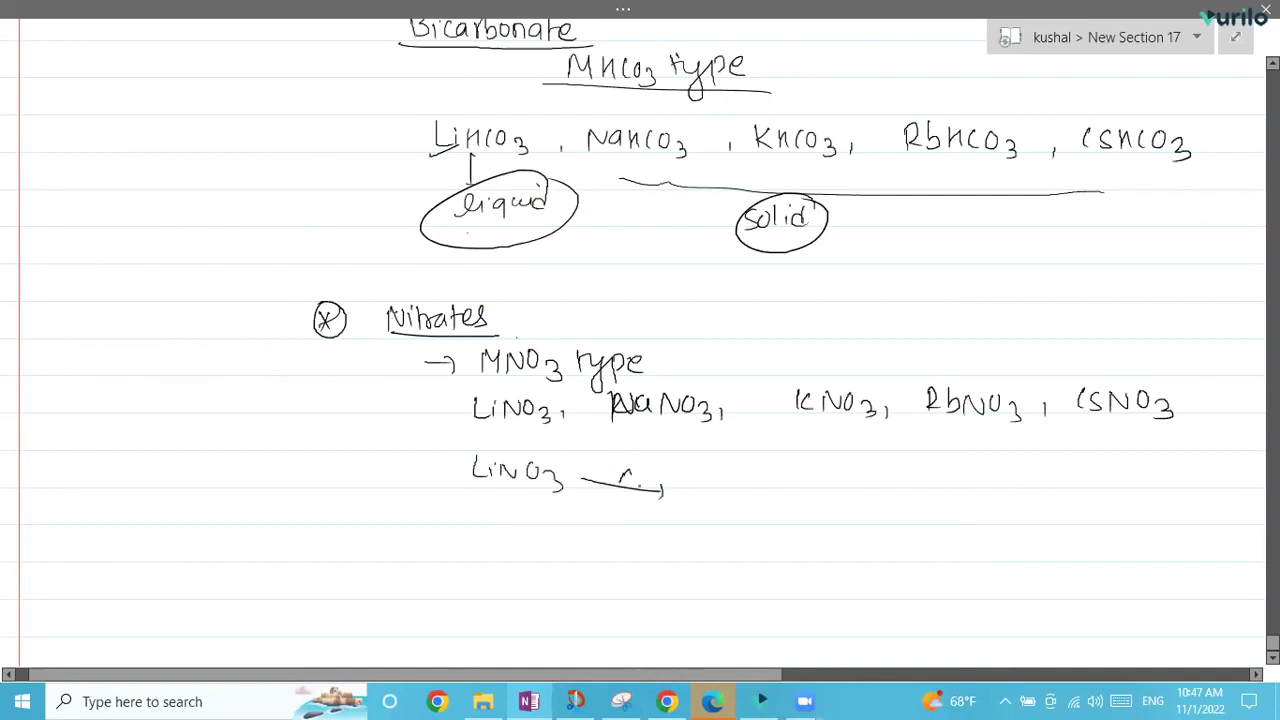 ...
Vurilo
kushal > New Section 17
Bicarbonate
MHCO3 type
LiHCO3, NaHCO3, KHCO3, RbHCO3, CsHCO3
liquid solid
* Nitrates
→ MNO3 type
LiNO3, NaNO3, KNO3, RbNO3, CsNO3
LiNO3 →
Type here to search
68°F ENG 10:47 AM
11/1/2022